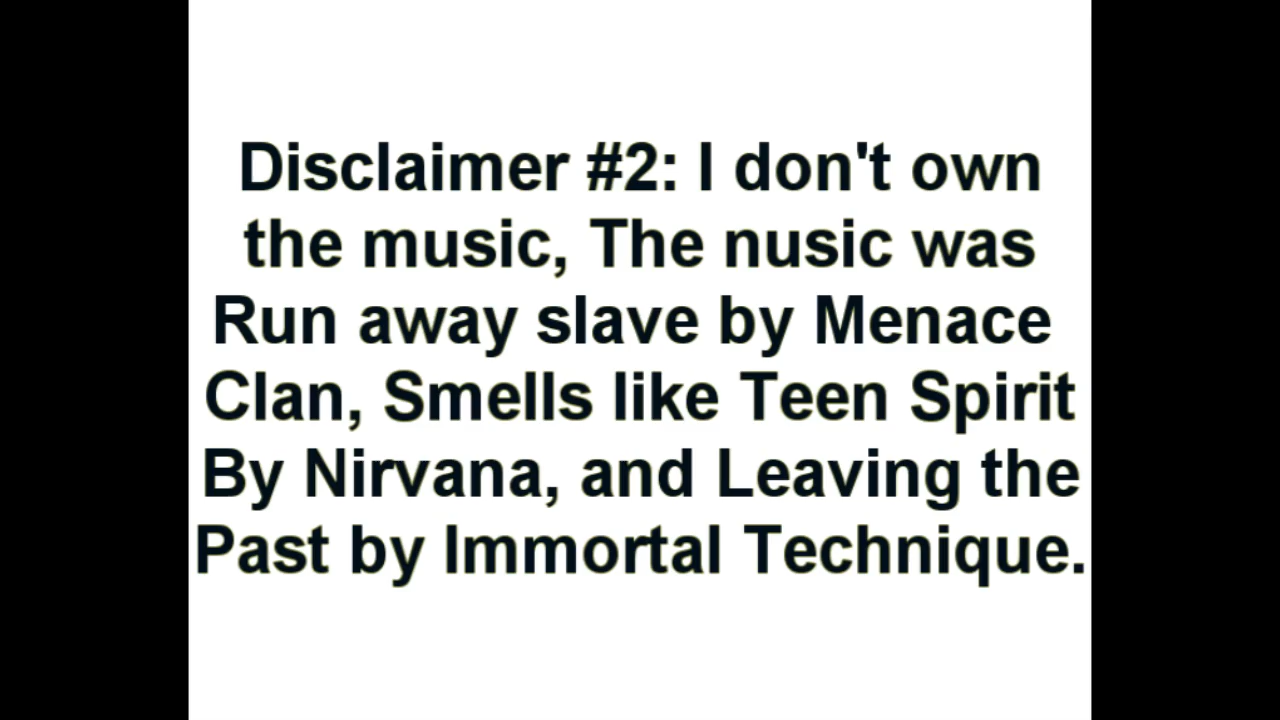 Disclaimer #2: I don't own
the music, The nusic was
Run away slave by Menace
Clan, Smells like Teen Spirit
By Nirvana, and Leaving the
Past by Immortal Technique.